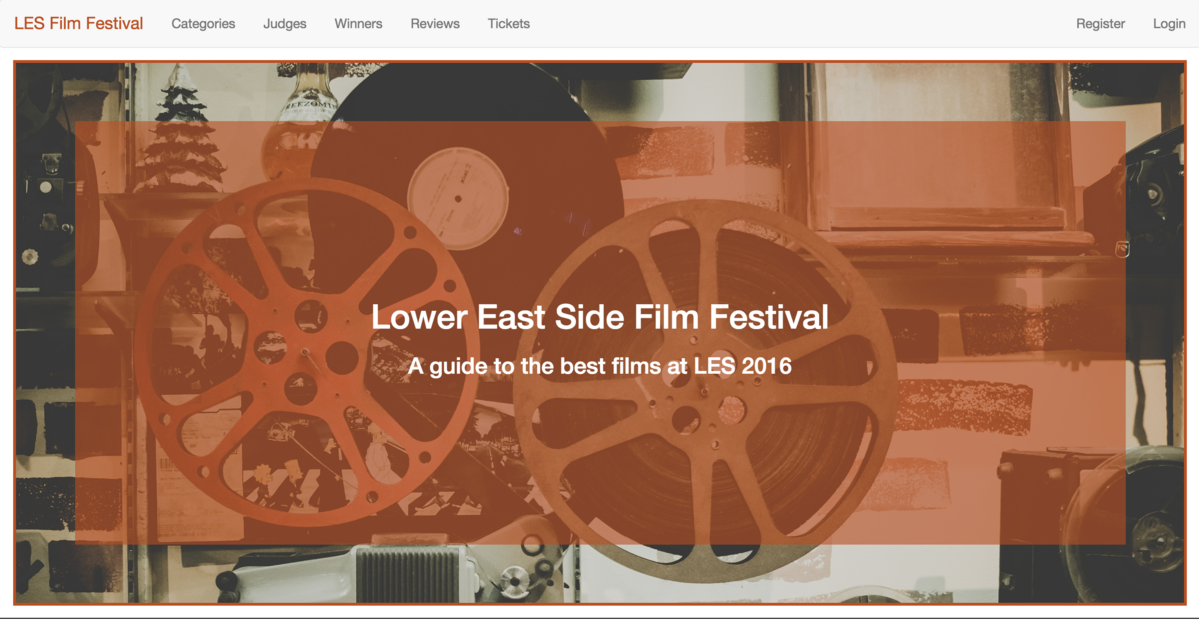 LES Film Festival Categories Judges Winners Reviews Tickets Register Login
Lower East Side Film Festival
A guide to the best films at LES 2016